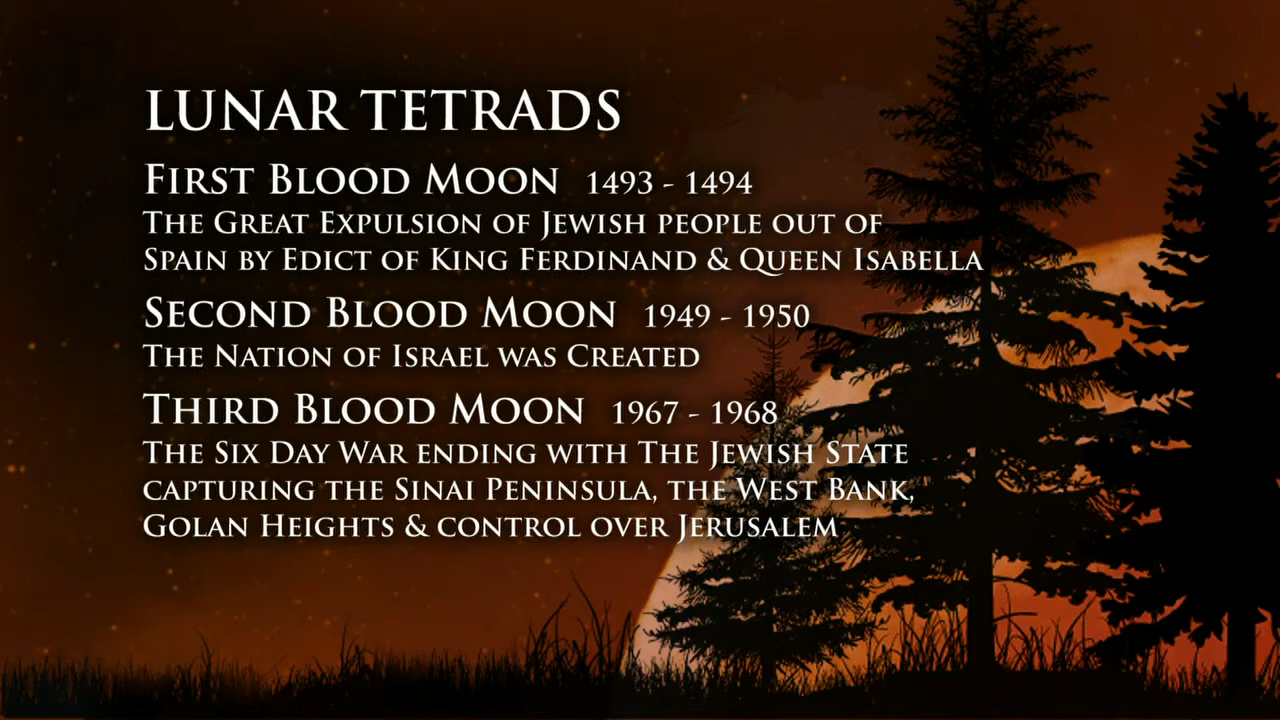 LUNAR TETRADS
FIRST BLOOD MOON 1493 - 1494
THE GREAT EXPULSION OF JEWISH PEOPLE OUT OF
SPAIN BY EDICT OF KING FERDINAND & QUEEN ISABELLA
SECOND BLOOD MOON 1949 - 1950
THE NATION OF ISRAEL WAS CREATED
THIRD BLOOD MOON 1967 - 1968
THE SIX DAY WAR ENDING WITH THE JEWISH STATE
CAPTURING THE SINAI PENINSULA, THE WEST BANK,
GOLAN HEIGHTS & CONTROL OVER JERUSALEM